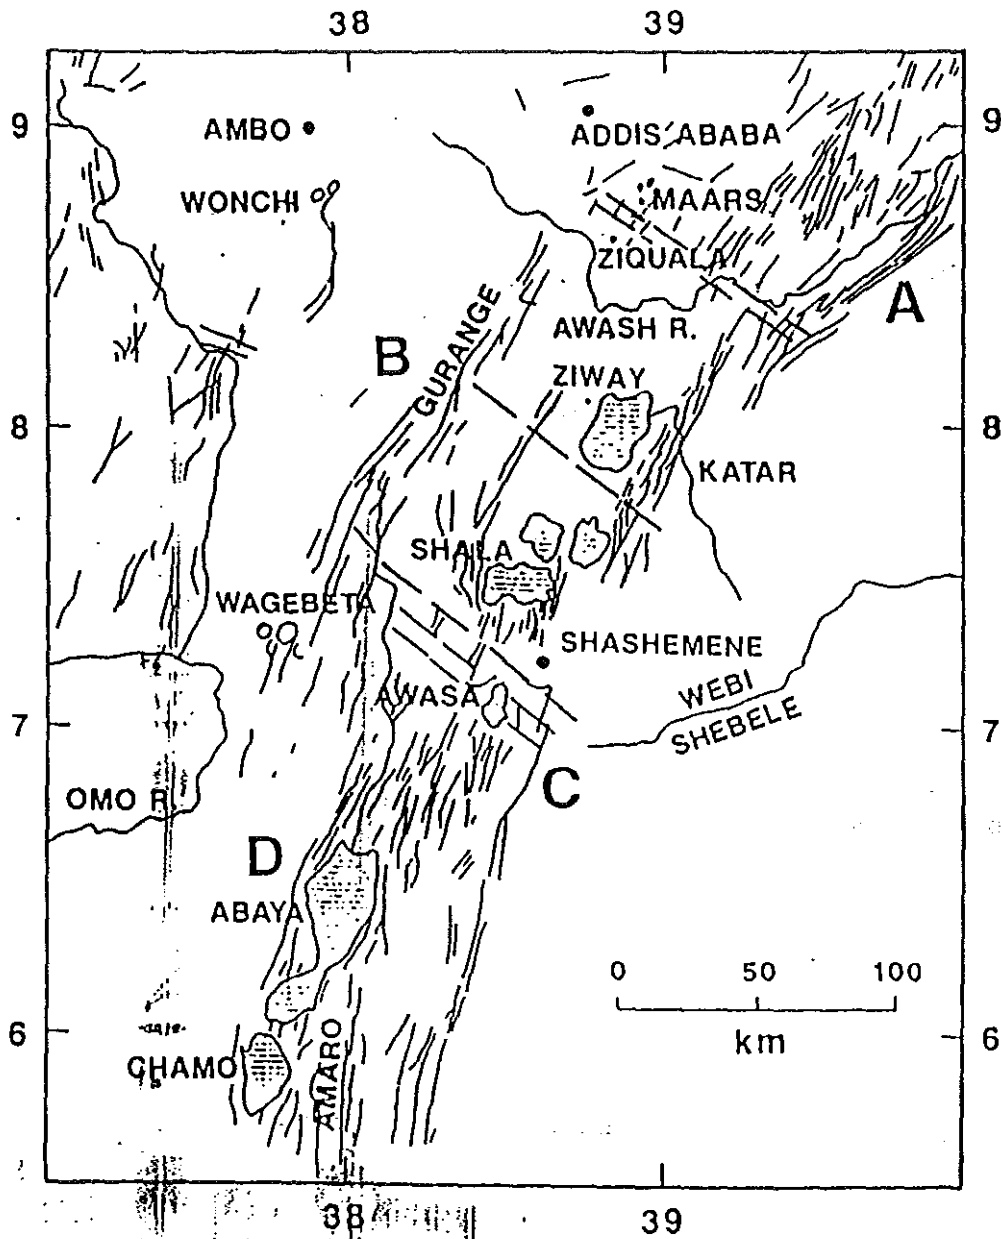 38 39
9 9
AMBO
ADDIS ABABA
WONCHI
MAARS
ZIQUALA
A
AWASH R.
B
GURANGE
ZIWAY
8 8
KATAR
SHALA
WAGEBETA
SHASHEMENE
WEBI
SHEBELE
AWASA
7 7
C
OMO R
D
ABAYA
0 50 100
km
6 6
CHAMO
AMARO
38 39